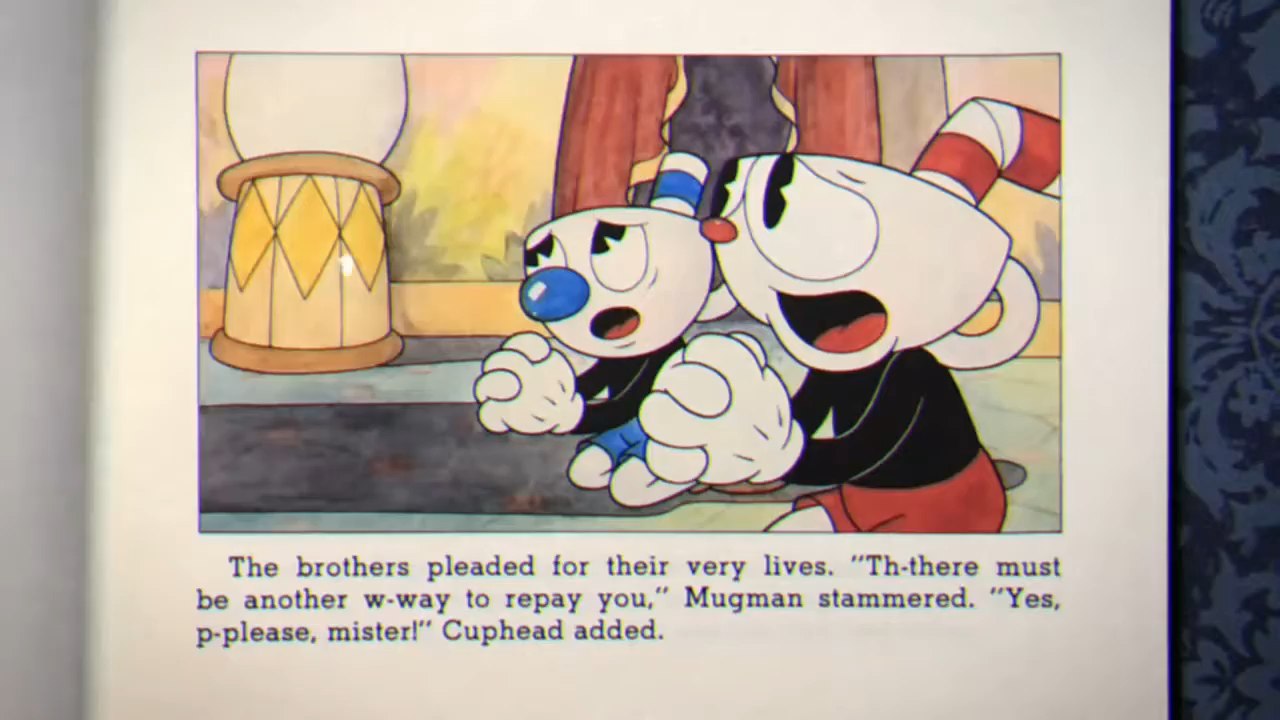 The brothers pleaded for their very lives. "Th-there must
be another w-way to repay you," Mugman stammered. "Yes,
p-please, mister!" Cuphead added.